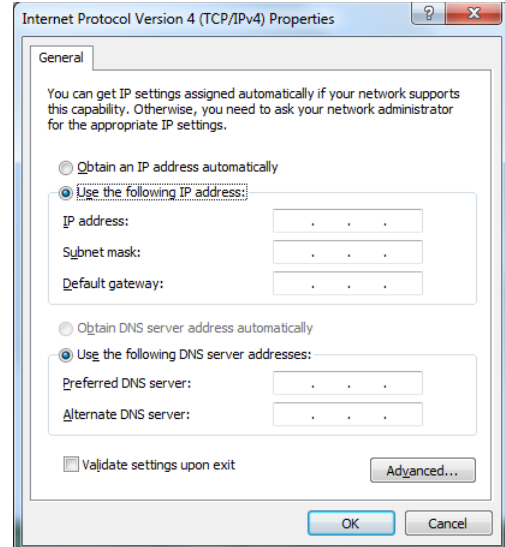 Internet Protocol Version 4 (TCP/IPv4) Properties
?
X
General
You can get IP settings assigned automatically if your network supports
this capability. Otherwise, you need to ask your network administrator
for the appropriate IP settings.
Obtain an IP address automatically
Use the following IP address:
IP address: . . .
Subnet mask: . . .
Default gateway: . . .
Obtain DNS server address automatically
Use the following DNS server addresses:
Preferred DNS server: . . .
Alternate DNS server: . . .
Validate settings upon exit
Advanced...
OK
Cancel